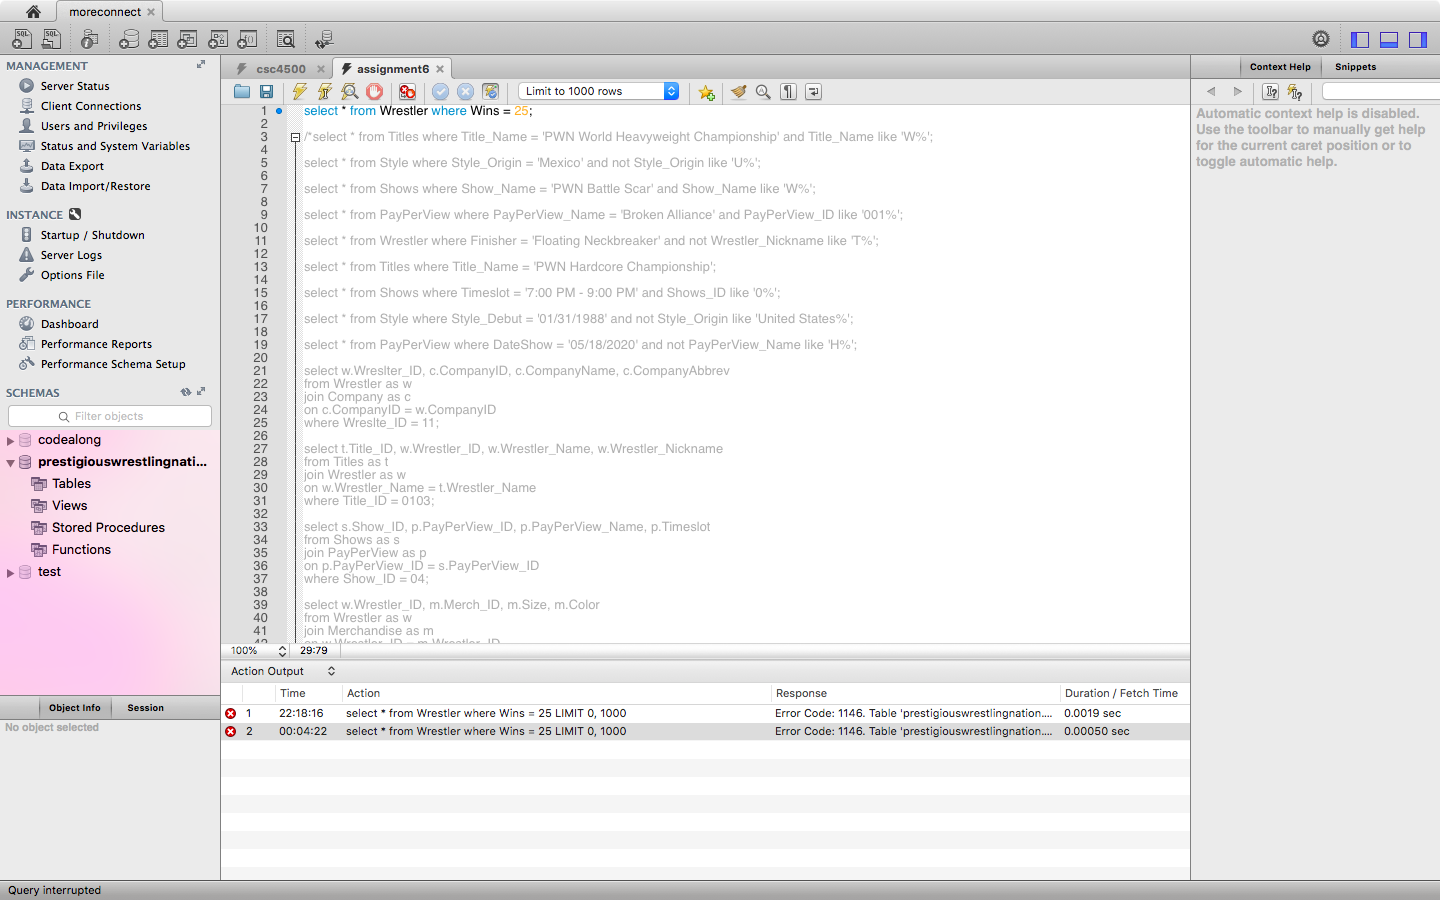 moreconnect
MANAGEMENT
Server Status
Client Connections
Users and Privileges
Status and System Variables
Data Export
Data Import/Restore
INSTANCE
Startup / Shutdown
Server Logs
Options File
PERFORMANCE
Dashboard
Performance Reports
Performance Schema Setup
SCHEMAS
Filter objects
codealong
prestigiouswrestlingnati...
Tables
Views
Stored Procedures
Functions
test
Object Info Session
No object selected
csc4500 assignment6
Limit to 1000 rows
1 select * from Wrestler where Wins = 25;
2
3 /*select * from Titles where Title_Name = 'PWN World Heavyweight Championship' and Title_Name like 'W%';
4
5 select * from Style where Style_Origin = 'Mexico' and not Style_Origin like 'U%';
6
7 select * from Shows where Show_Name = 'PWN Battle Scar' and Show_Name like 'W%';
8
9 select * from PayPerView where PayPerView_Name = 'Broken Alliance' and PayPerView_ID like '001%';
10
11 select * from Wrestler where Finisher = 'Floating Neckbreaker' and not Wrestler_Nickname like 'T%';
12
13 select * from Titles where Title_Name = 'PWN Hardcore Championship';
14
15 select * from Shows where Timeslot = '7:00 PM - 9:00 PM' and Shows_ID like '0%';
16
17 select * from Style where Style_Debut = '01/31/1988' and not Style_Origin like 'United States%';
18
19 select * from PayPerView where DateShow = '05/18/2020' and not PayPerView_Name like 'H%';
20
21 select w.Wreslter_ID, c.CompanyID, c.CompanyName, c.CompanyAbbrev
22 from Wrestler as w
23 join Company as c
24 on c.CompanyID = w.CompanyID
25 where Wreslte_ID = 11;
26
27 select t.Title_ID, w.Wrestler_ID, w.Wrestler_Name, w.Wrestler_Nickname
28 from Titles as t
29 join Wrestler as w
30 on w.Wrestler_Name = t.Wrestler_Name
31 where Title_ID = 0103;
32
33 select s.Show_ID, p.PayPerView_ID, p.PayPerView_Name, p.Timeslot
34 from Shows as s
35 join PayPerView as p
36 on p.PayPerView_ID = s.PayPerView_ID
37 where Show_ID = 04;
38
39 select w.Wrestler_ID, m.Merch_ID, m.Size, m.Color
40 from Wrestler as w
41 join Merchandise as m
42 on w.Wrestler_ID = m.Wrestler_ID
100% 29:79
Action Output
Time Action Response Duration / Fetch Time
1 22:18:16 select * from Wrestler where Wins = 25 LIMIT 0, 1000 Error Code: 1146. Table 'prestigiouswrestlingnation.... 0.0019 sec
2 00:04:22 select * from Wrestler where Wins = 25 LIMIT 0, 1000 Error Code: 1146. Table 'prestigiouswrestlingnation.... 0.00050 sec
Context Help Snippets
Automatic context help is disabled.
Use the toolbar to manually get help
for the current caret position or to
toggle automatic help.
Query interrupted